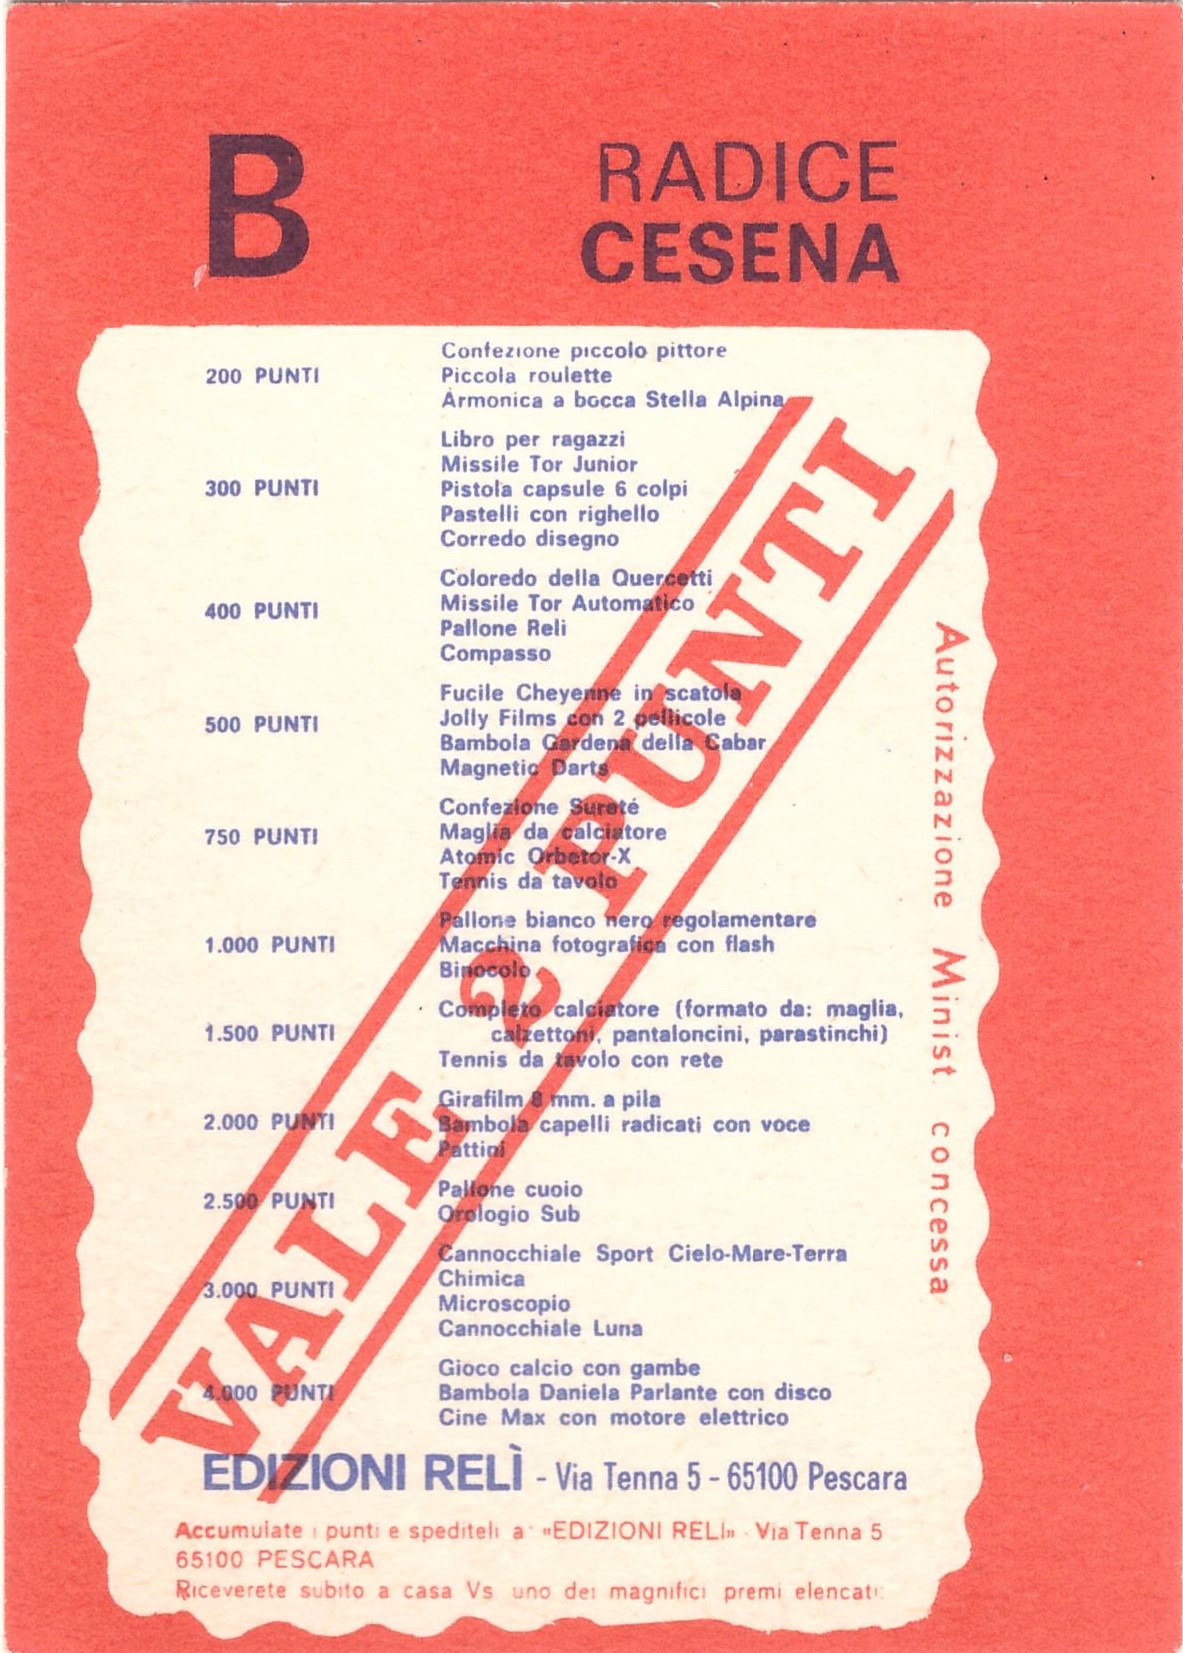 B
RADICE
CESENA
200 PUNTI
Confezione piccolo pittore
Piccola roulette
Armonica a bocca Stella Alpina
300 PUNTI
Libro per ragazzi
Missile Tor Junior
Pistola capsule 6 colpi
Pastelli con righello
Corredo disegno
400 PUNTI
Coloredo della Quercetti
Missile Tor Automatico
Pallone Reli
Compasso
500 PUNTI
Fucile Cheyenne in scatola
Jolly Films con 2 pellicole
Bambola Gardena della Cabar
Magnetic Darts
750 PUNTI
Confezione Sureté
Maglia da calciatore
Atomic Orbetor-X
Tennis da tavolo
1.000 PUNTI
Pallone bianco nero regolamentare
Macchina fotografica con flash
Binocolo
1.500 PUNTI
Completo calciatore (formato da: maglia,
calzettoni, pantaloncini, parastinchi)
Tennis da tavolo con rete
2.000 PUNTI
Girafilm 8 mm. a pila
Bambola capelli radicati con voce
Pattini
2.500 PUNTI
Pallone cuoio
Orologio Sub
3.000 PUNTI
Cannocchiale Sport Cielo-Mare-Terra
Chimica
Microscopio
Cannocchiale Luna
4.000 PUNTI
Gioco calcio con gambe
Bambola Daniela Parlante con disco
Cine Max con motore elettrico
VALE 2 PUNTI
Autorizzazione Minist. concessa
EDIZIONI RELÌ - Via Tenna 5 - 65100 Pescara
Accumulate i punti e spediteli a: «EDIZIONI RELI» - Via Tenna 5
65100 PESCARA
Riceverete subito a casa Vs. uno dei magnifici premi elencati.